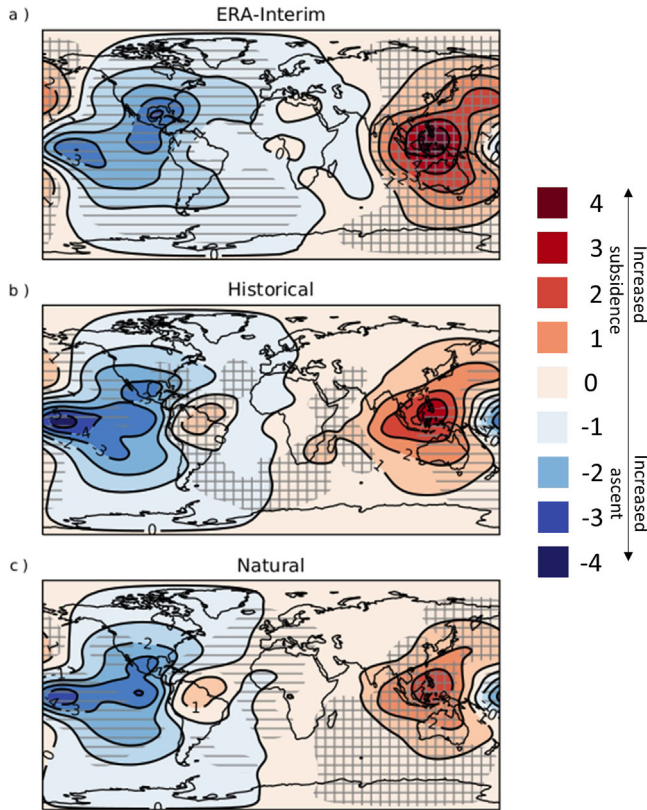 a )
ERA-Interim
b )
Historical
c )
Natural
4
3
2
1
0
-1
-2
-3
-4
Increased
subsidence
Increased
ascent